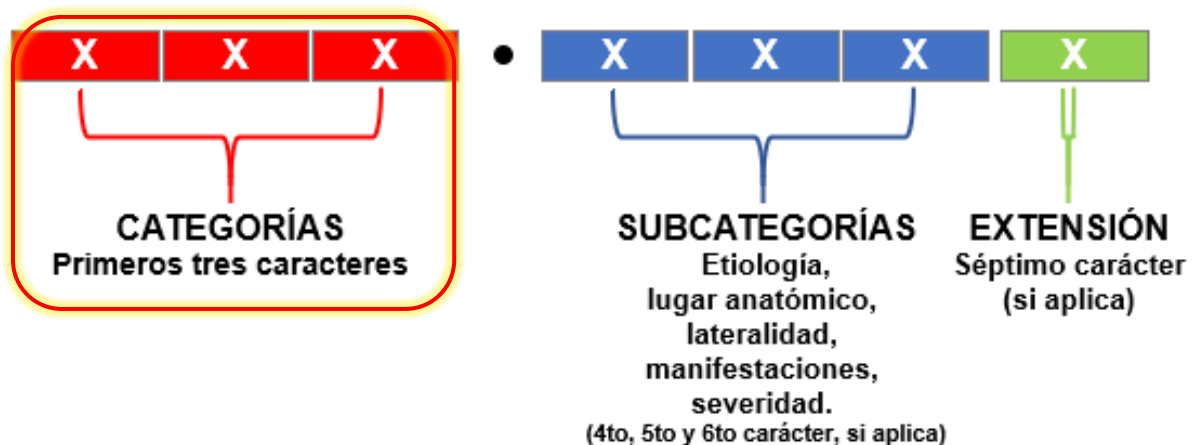 X X X • X X X X
CATEGORÍAS
Primeros tres caracteres
SUBCATEGORÍAS
Etiología,
lugar anatómico,
lateralidad,
manifestaciones,
severidad.
(4to, 5to y 6to carácter, si aplica)
EXTENSIÓN
Séptimo carácter
(si aplica)